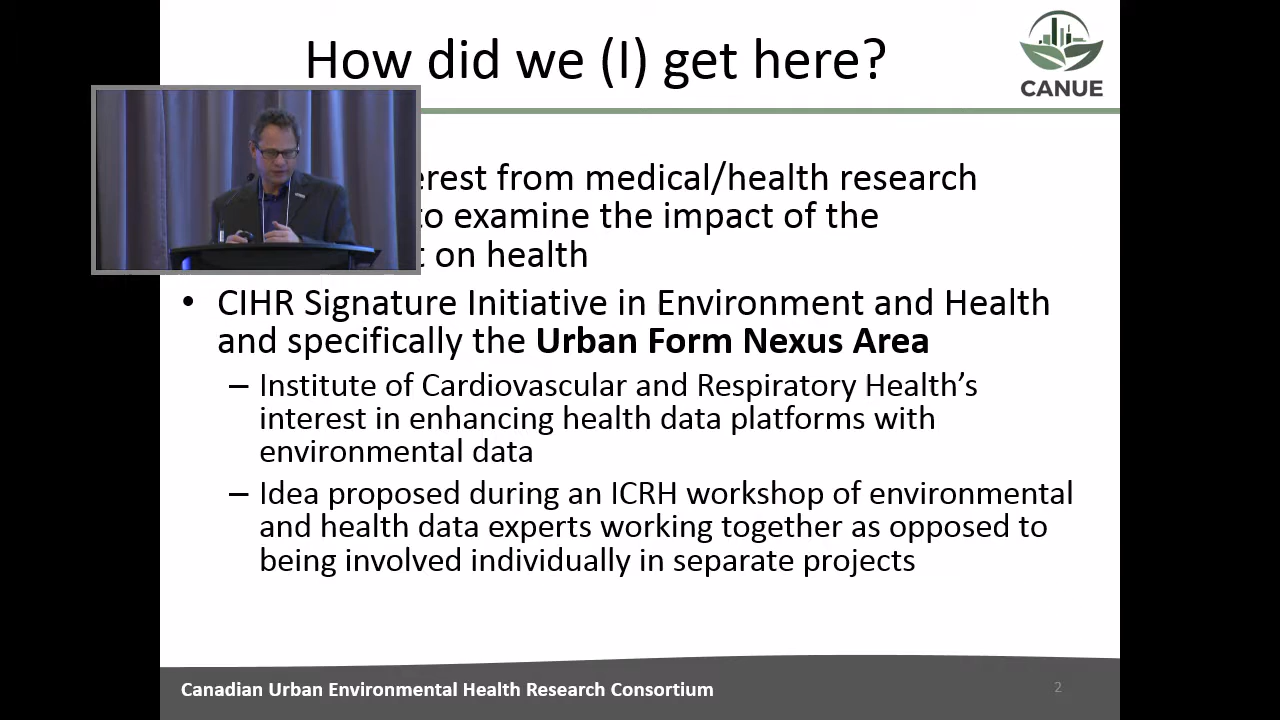 How did we (I) get here?
CANUE
from medical/health research
to examine the impact of the
on health
• CIHR Signature Initiative in Environment and Health
and specifically the Urban Form Nexus Area
– Institute of Cardiovascular and Respiratory Health’s
interest in enhancing health data platforms with
environmental data
– Idea proposed during an ICRH workshop of environmental
and health data experts working together as opposed to
being involved individually in separate projects
Canadian Urban Environmental Health Research Consortium
2